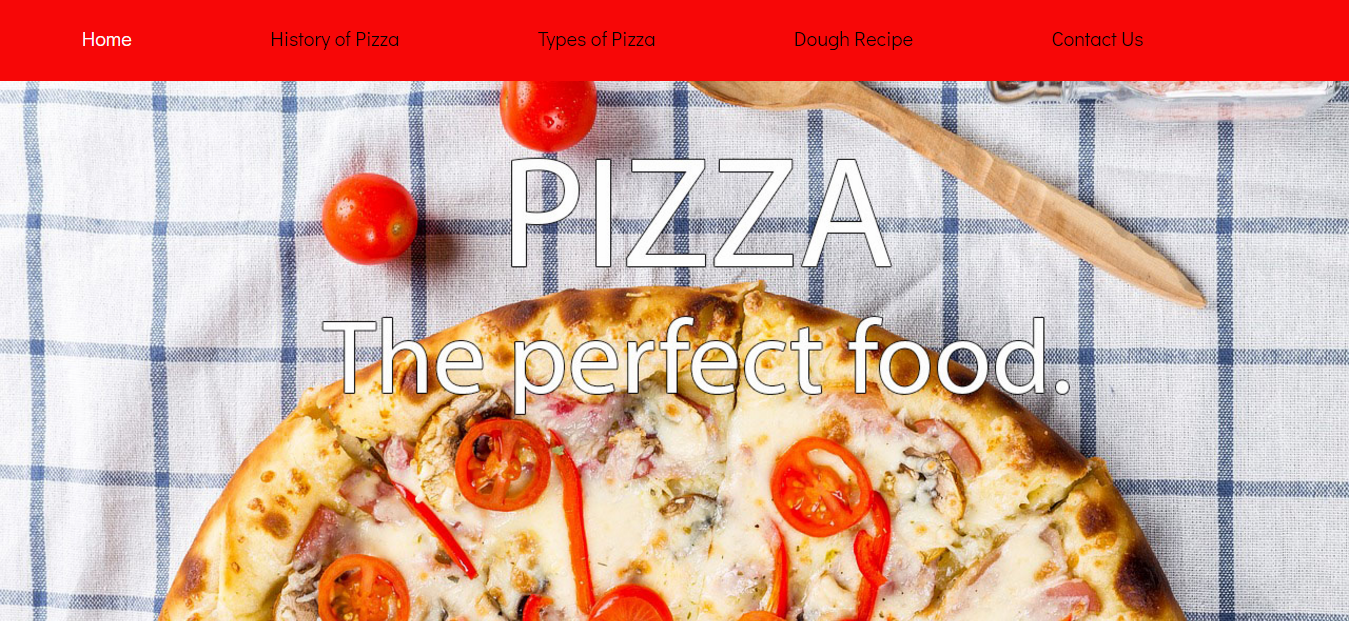 Home History of Pizza Types of Pizza Dough Recipe Contact Us
PIZZA
The perfect food.